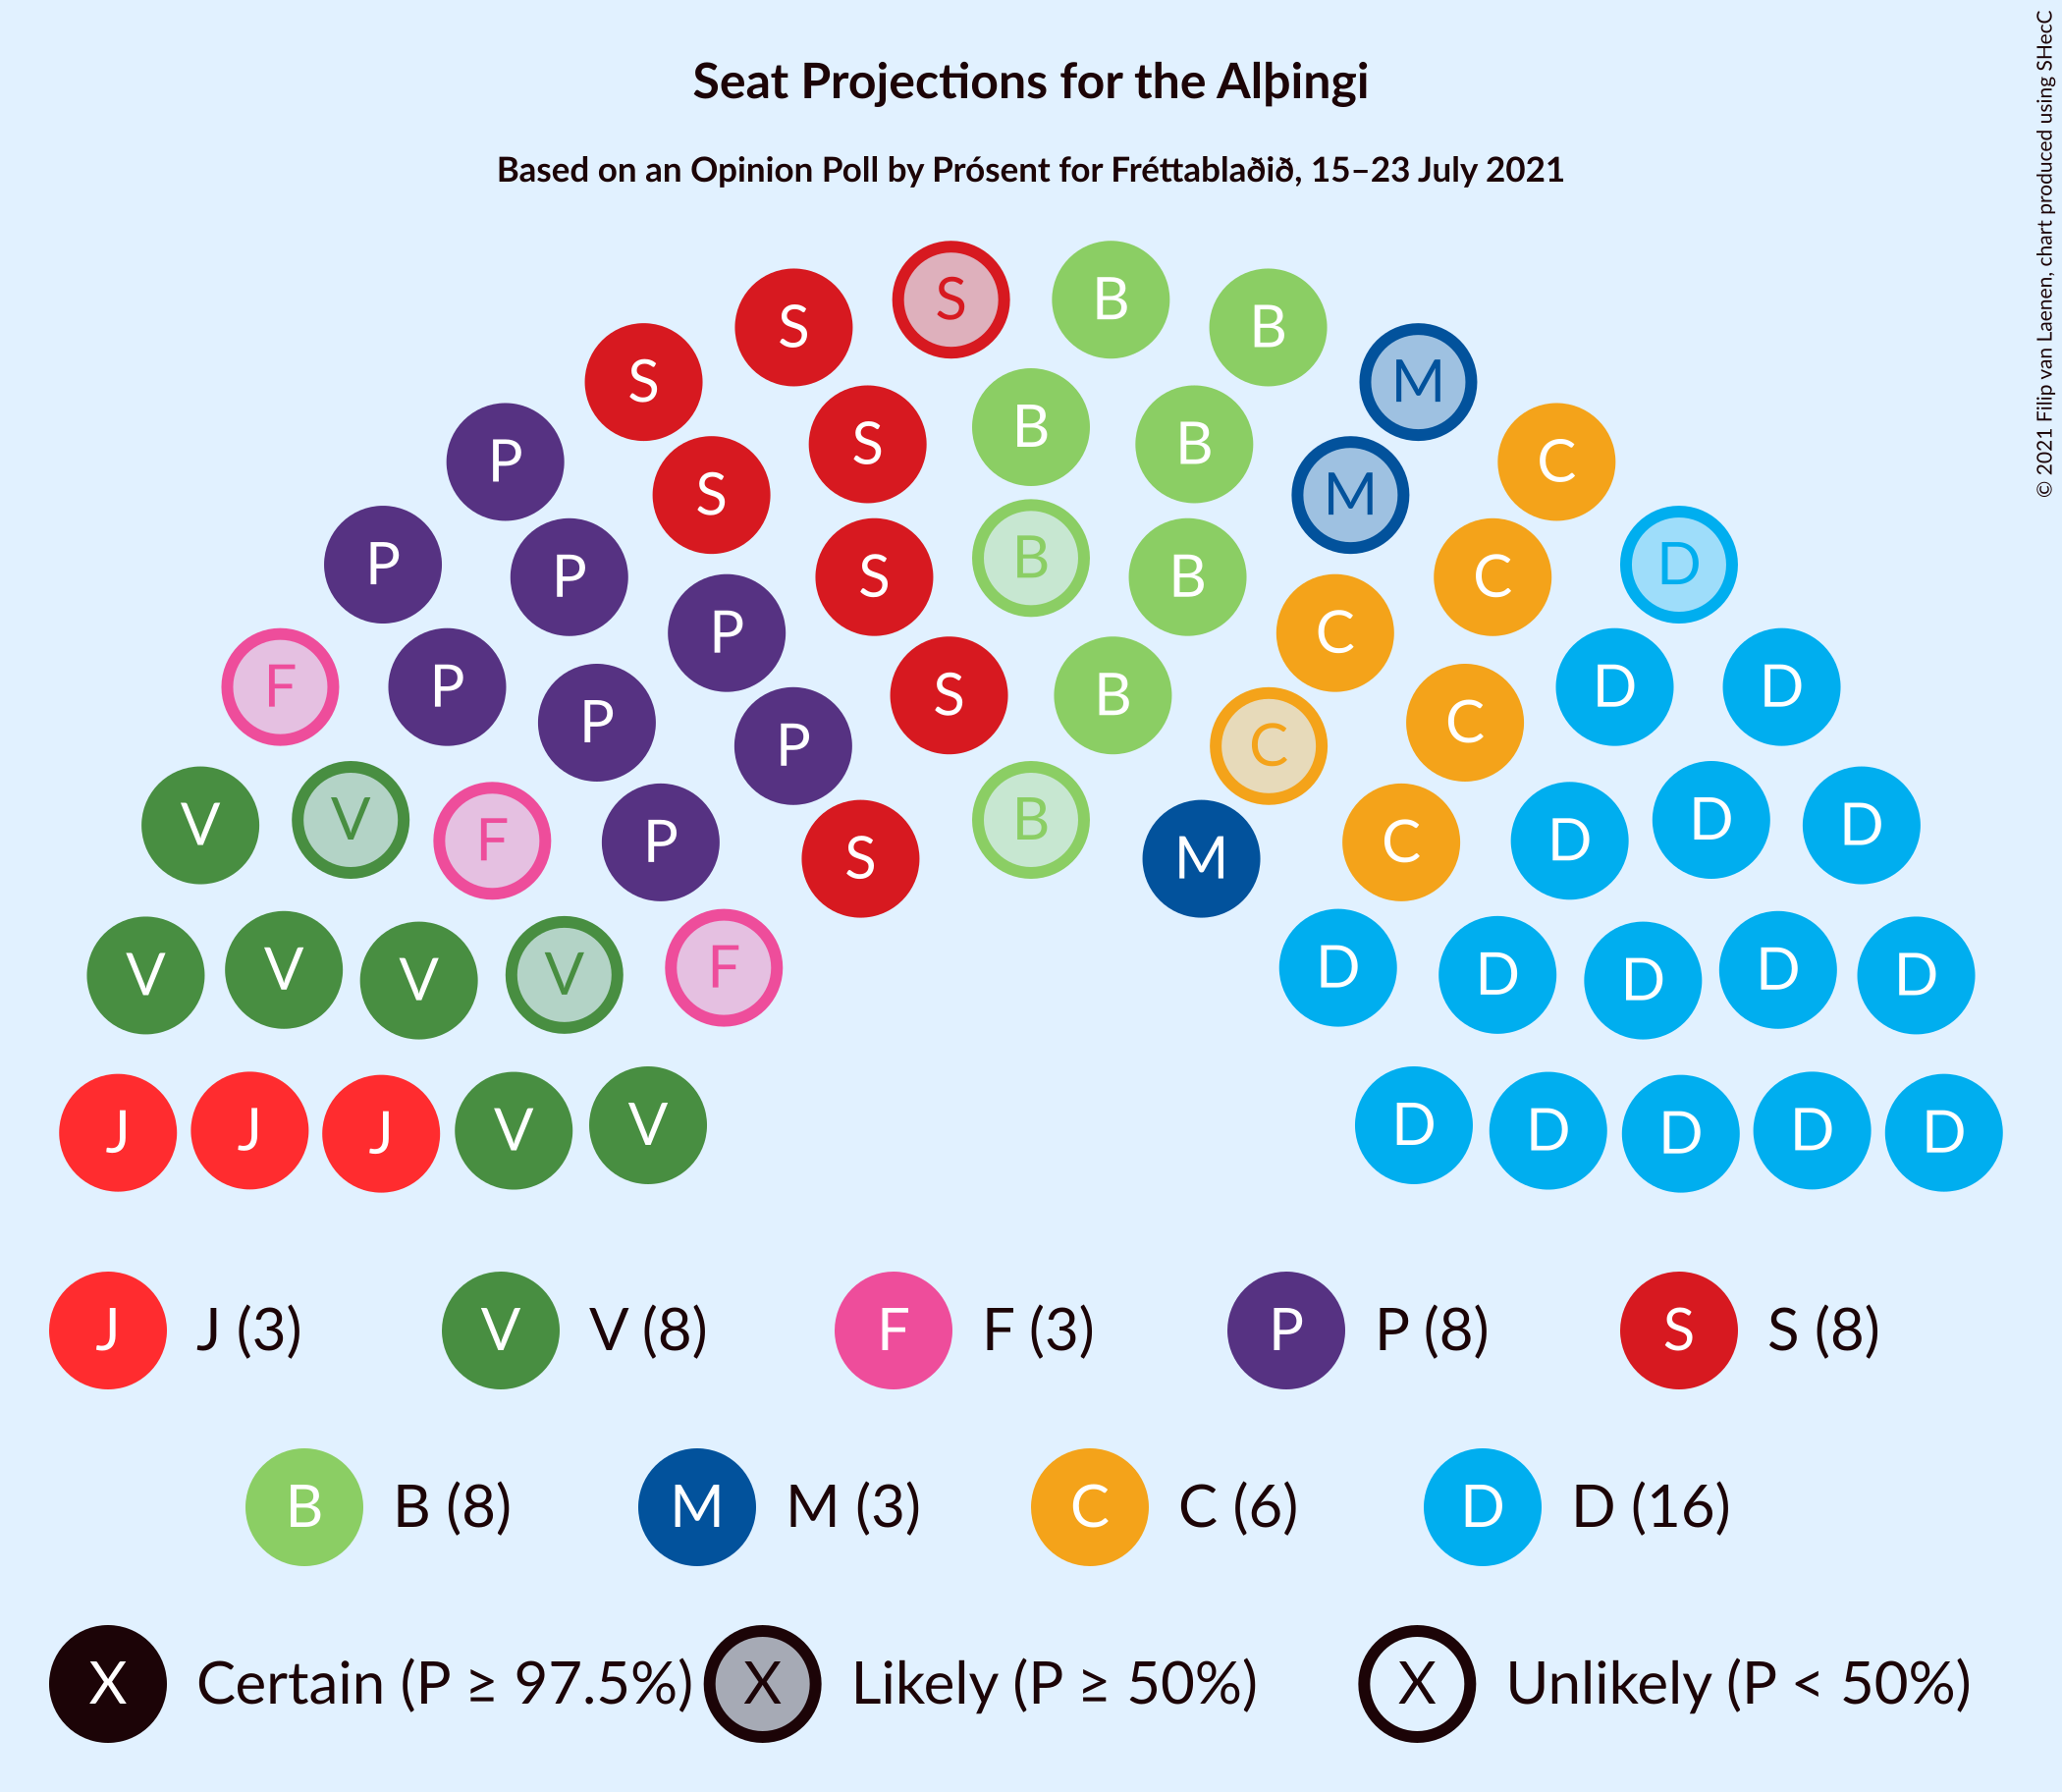 Seat Projections for the Alþingi
Based on an Opinion Poll by Prósent for Fréttablaðið, 15–23 July 2021
© 2021 Filip van Laenen, chart produced using SHecC
S B
S B
S M
S B B
P C
S M
B
P P S B C D
P C
S B
F P D D
P C
P C
V V B D D
F P C D
S M
F D
V V D D
V V D D
V D
V D
J J J V D D D D D
V
J J (3) V V (8) F F (3) P P (8) S S (8)
B B (8) M M (3) C C (6) D D (16)
X Certain (P ≥ 97.5%) X Likely (P ≥ 50%) X Unlikely (P < 50%)